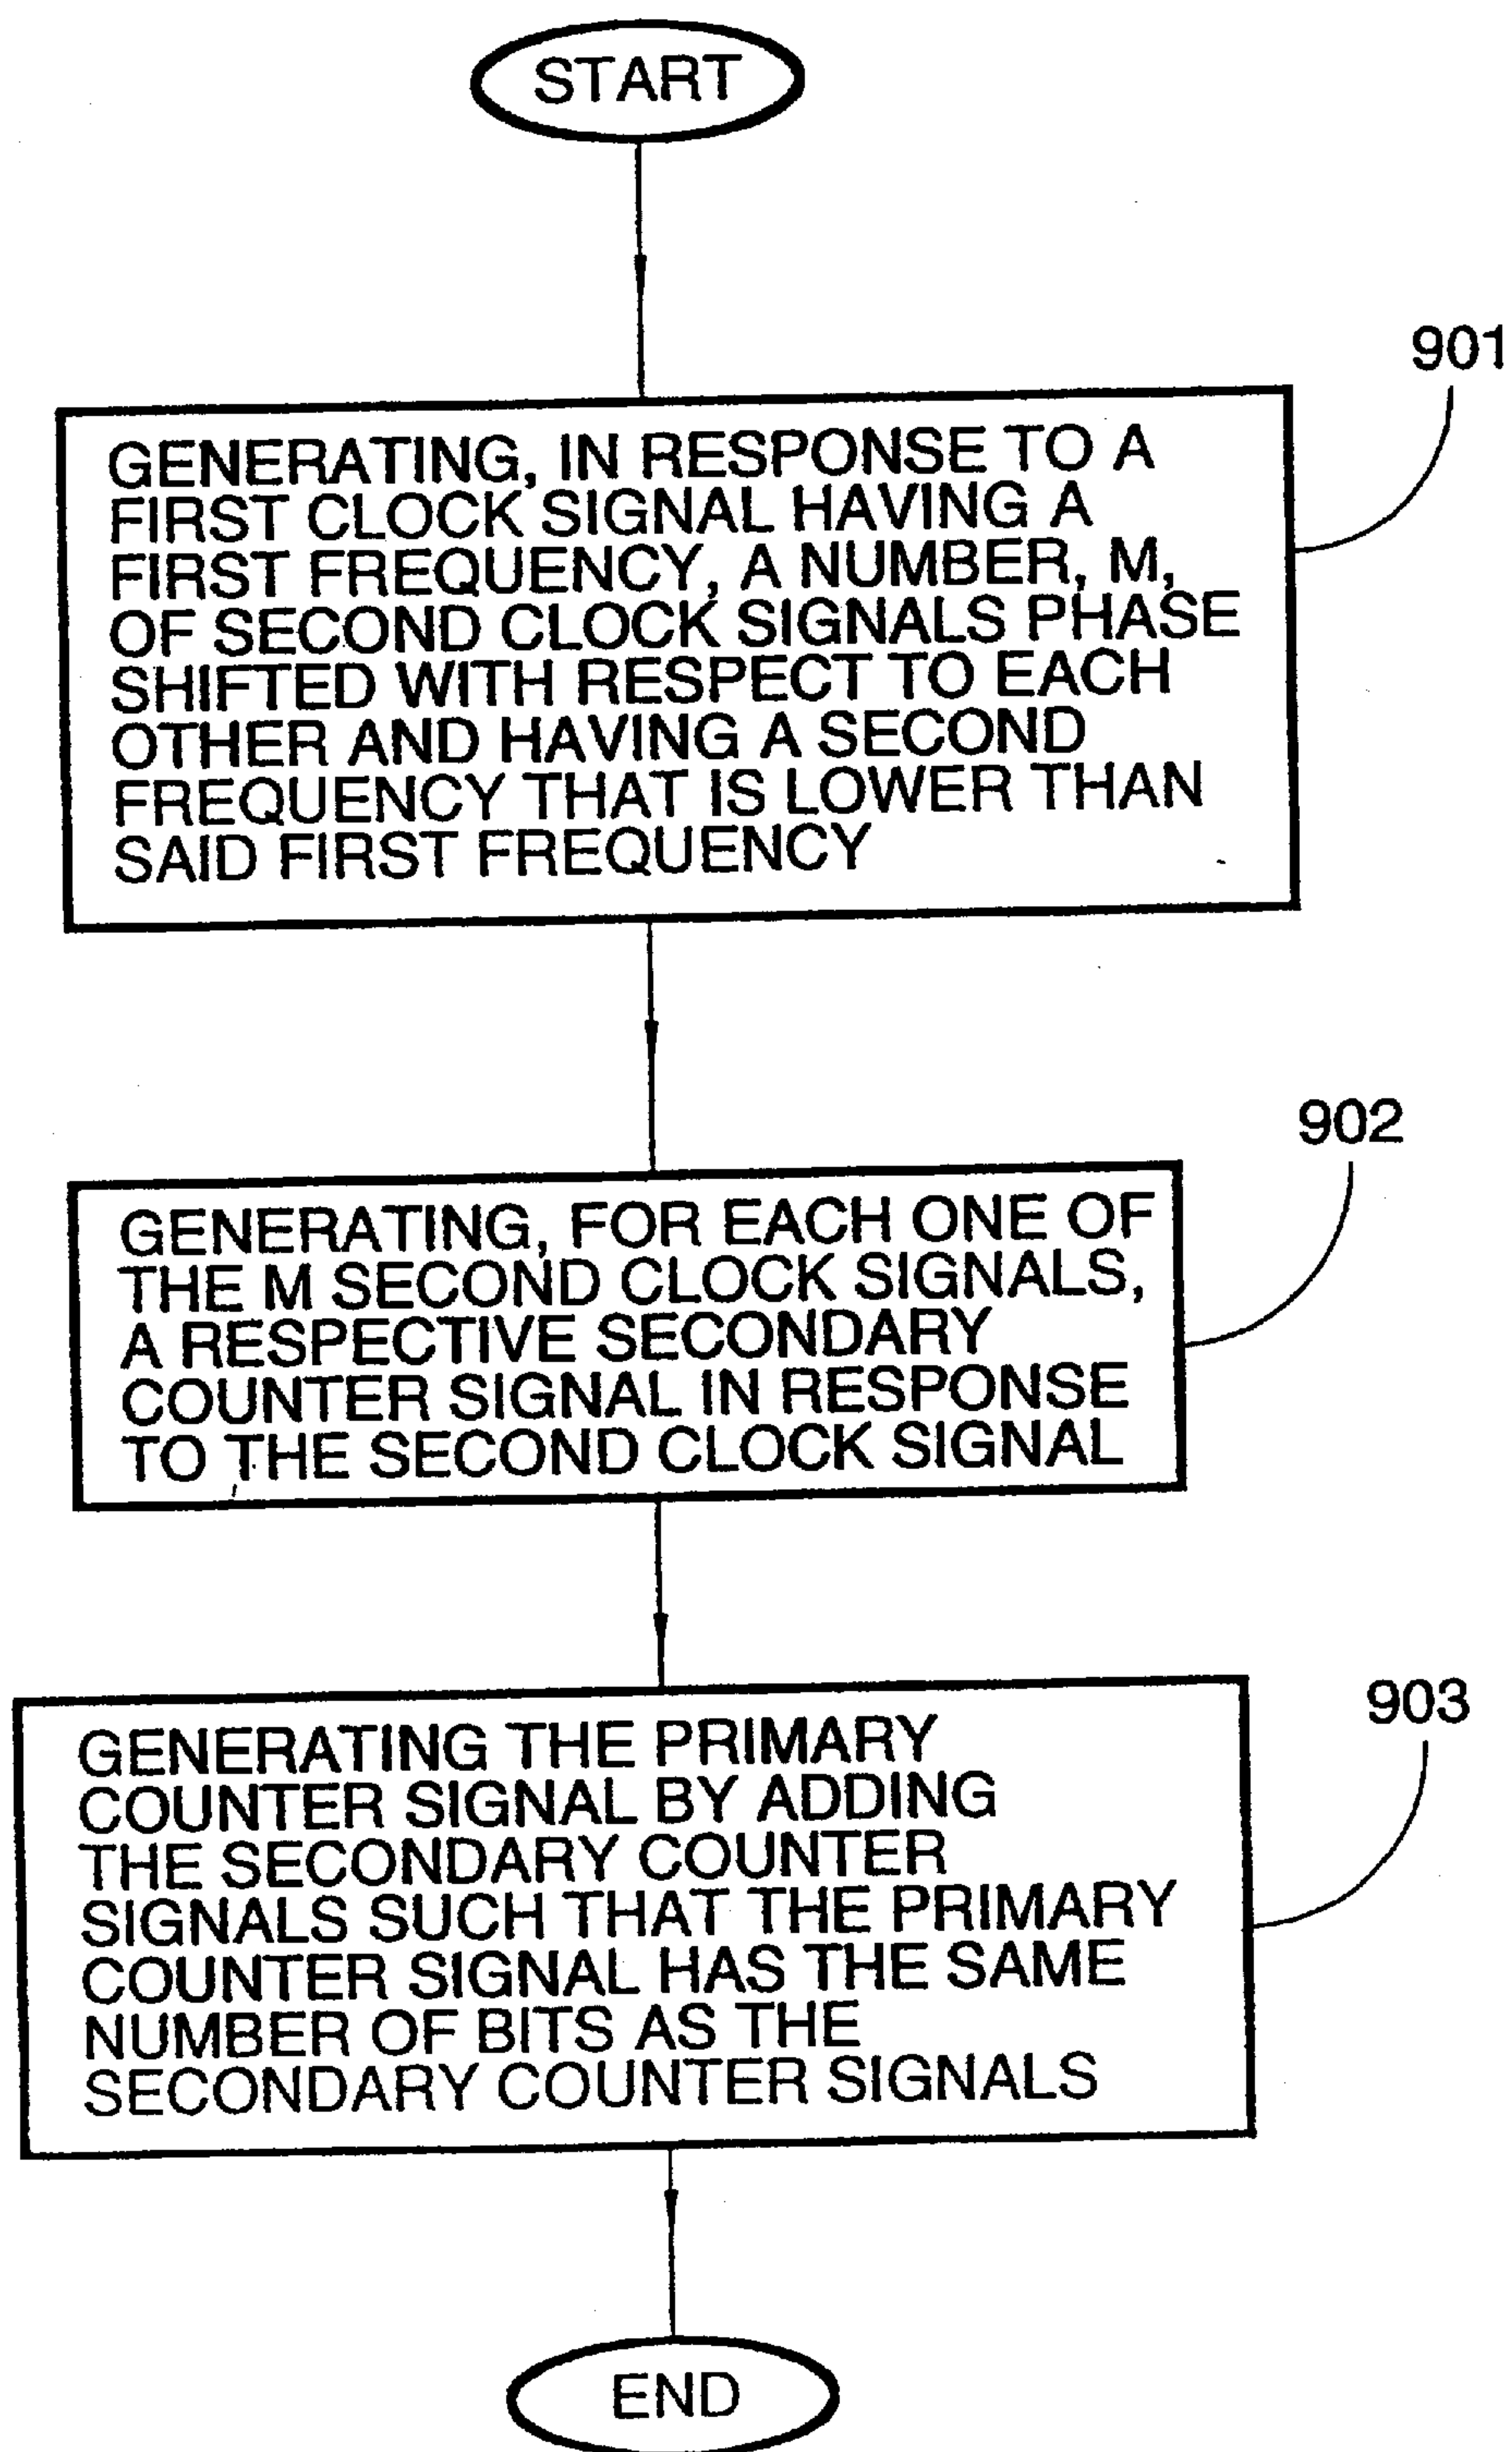 START
901
GENERATING, IN RESPONSE TO A
FIRST CLOCK SIGNAL HAVING A
FIRST FREQUENCY, A NUMBER, M,
OF SECOND CLOCK SIGNALS PHASE
SHIFTED WITH RESPECT TO EACH
OTHER AND HAVING A SECOND
FREQUENCY THAT IS LOWER THAN
SAID FIRST FREQUENCY
902
GENERATING, FOR EACH ONE OF
THE M SECOND CLOCK SIGNALS,
A RESPECTIVE SECONDARY
COUNTER SIGNAL IN RESPONSE
TO THE SECOND CLOCK SIGNAL
903
GENERATING THE PRIMARY
COUNTER SIGNAL BY ADDING
THE SECONDARY COUNTER
SIGNALS SUCH THAT THE PRIMARY
COUNTER SIGNAL HAS THE SAME
NUMBER OF BITS AS THE
SECONDARY COUNTER SIGNALS
END